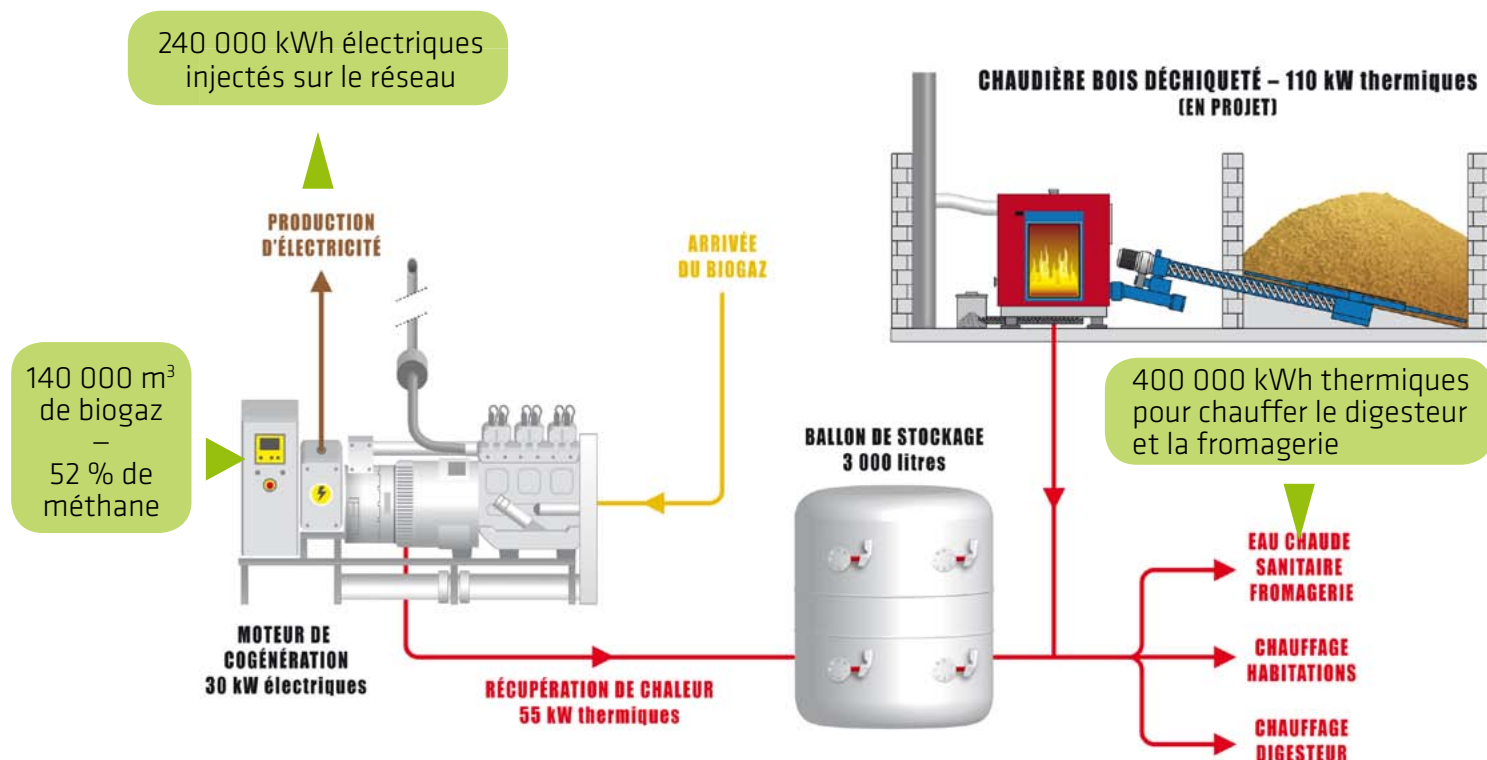 240 000 kWh électriques
injectés sur le réseau
CHAUDIÈRE BOIS DÉCHIQUETÉ – 110 kW thermiques
(EN PROJET)
PRODUCTION
D'ÉLECTRICITÉ
ARRIVÉE
DU BIOGAZ
140 000 m³
de biogaz
–
52 % de
méthane
400 000 kWh thermiques
pour chauffer le digesteur
et la fromagerie
BALLON DE STOCKAGE
3 000 litres
EAU CHAUDE
SANITAIRE
FROMAGERIE
MOTEUR DE
COGÉNÉRATION
30 kW électriques
RÉCUPÉRATION DE CHALEUR
55 kW thermiques
CHAUFFAGE
HABITATIONS
CHAUFFAGE
DIGESTEUR